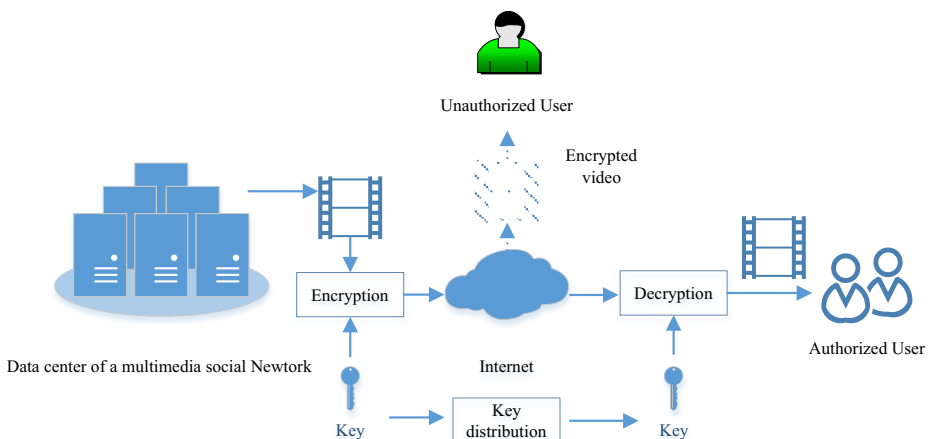 Unauthorized User
Encrypted
video
Encryption
Decryption
Data center of a multimedia social Newtork
Internet
Authorized User
Key
Key
distribution
Key